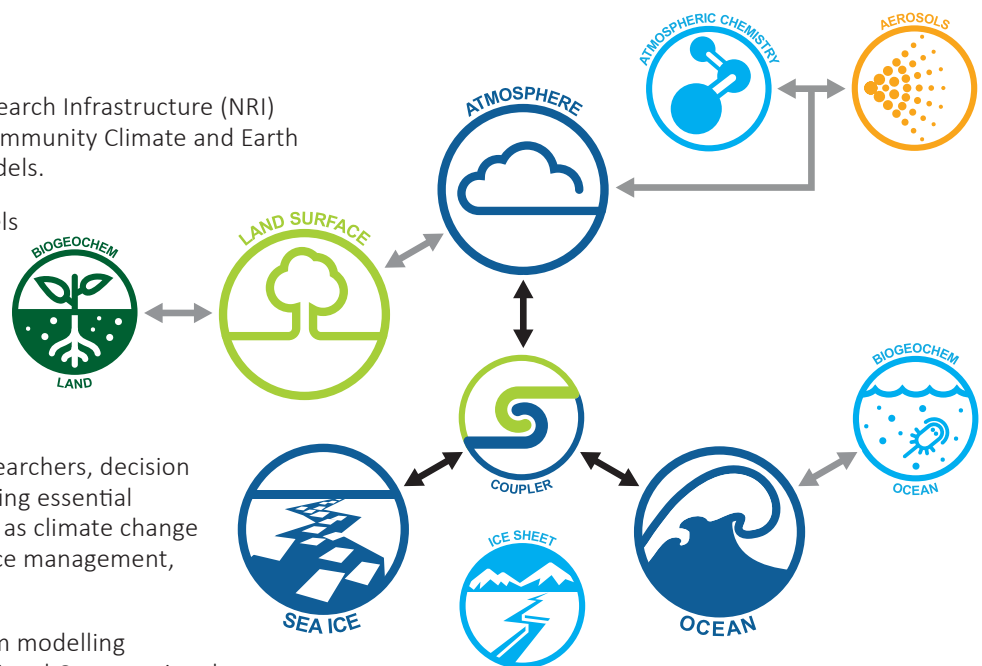 earch Infrastructure (NRI)
mmunity Climate and Earth
dels.
els
earchers, decision
ing essential
as climate change
ce management,
m modelling
ATMOSPHERIC CHEMISTRY
AEROSOLS
ATMOSPHERE
LAND SURFACE
BIOGEOCHEM
LAND
COUPLER
BIOGEOCHEM
OCEAN
SEA ICE
ICE SHEET
OCEAN